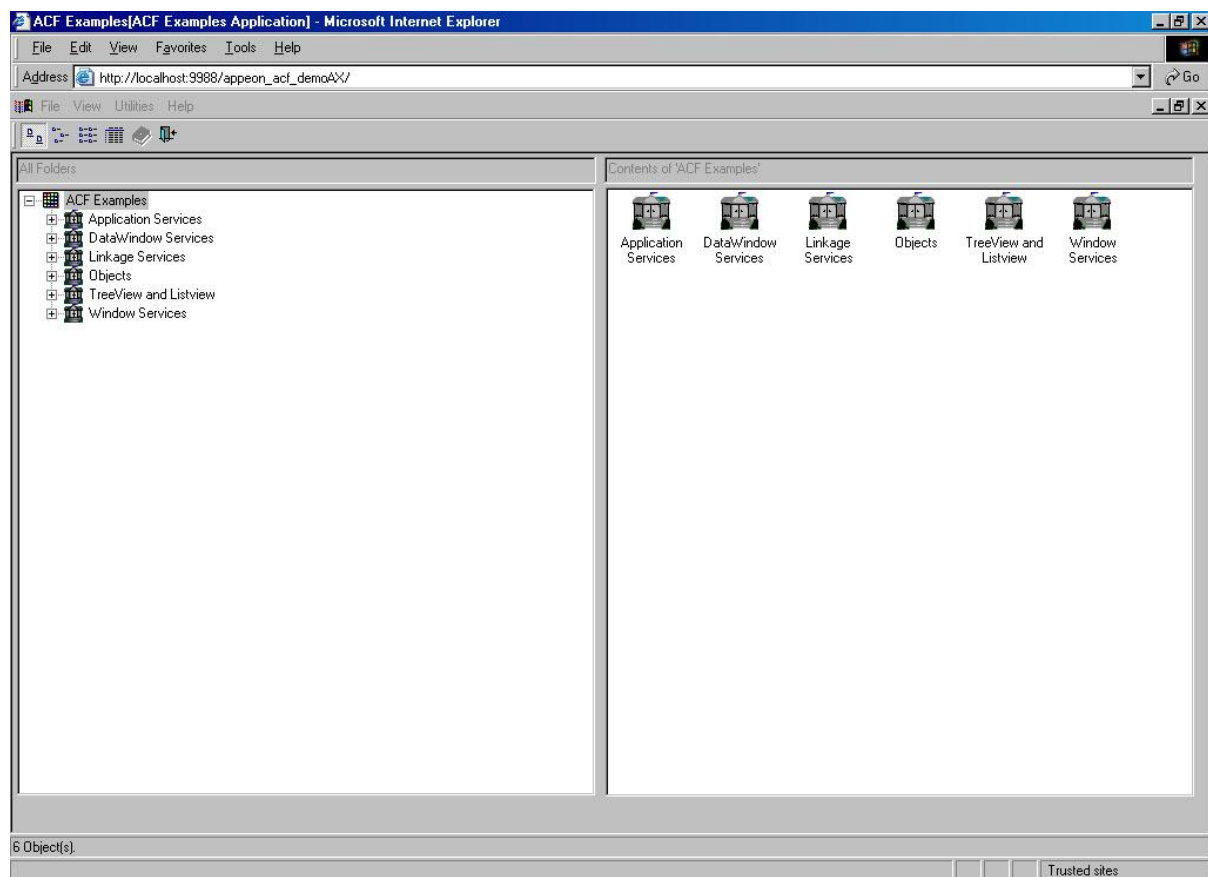 ACF Examples[ACF Examples Application] - Microsoft Internet Explorer
File Edit View Favorites Tools Help
Address http://localhost:9988/appeon_acf_demoAX/ Go
File View Utilities Help
All Folders
ACF Examples
Application Services
DataWindow Services
Linkage Services
Objects
TreeView and Listview
Window Services
Contents of 'ACF Examples'
Application
Services
DataWindow
Services
Linkage
Services
Objects
TreeView and
Listview
Window
Services
6 Object(s).
Trusted sites